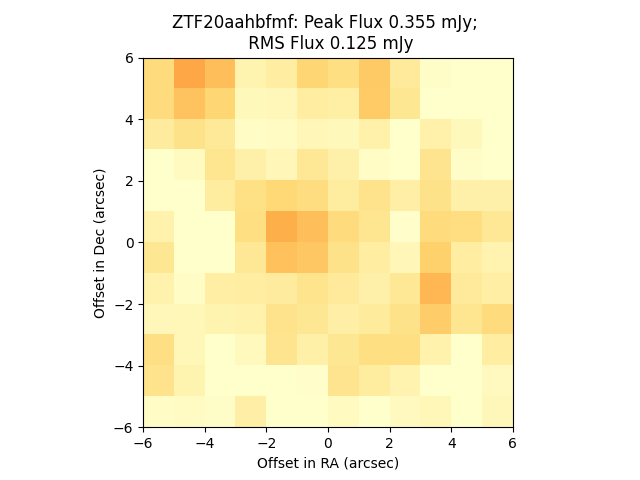 ZTF20aahbfmf: Peak Flux 0.355 mJy;
RMS Flux 0.125 mJy
6
4
2
0
−2
−4
−6
Offset in Dec (arcsec)
−6 −4 −2 0 2 4 6
Offset in RA (arcsec)